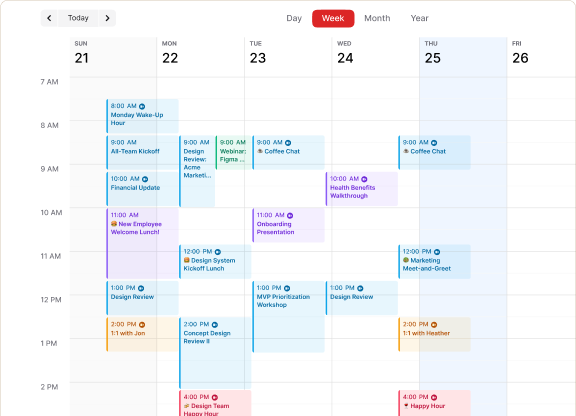 Today
Day
Week
Month
Year
SUN
21
MON
22
TUE
23
WED
24
THU
25
FRI
26
7 AM
8 AM
9 AM
10 AM
11 AM
12 PM
1 PM
2 PM
8:00 AM
Monday Wake-Up
Hour
9:00 AM
All-Team Kickoff
10:00 AM
Financial Update
11:00 AM
New Employee
Welcome Lunch!
1:00 PM
Design Review
2:00 PM
1:1 with Jon
9:00 AM
Design
Review:
Acme
Marketi...
9:00 AM
Webinar:
Figma ...
12:00 PM
Design System
Kickoff Lunch
2:00 PM
Concept Design
Review II
4:00 PM
Design Team
Happy Hour
9:00 AM
Coffee Chat
11:00 AM
Onboarding
Presentation
1:00 PM
MVP Prioritization
Workshop
10:00 AM
Health Benefits
Walkthrough
1:00 PM
Design Review
9:00 AM
Coffee Chat
12:00 PM
Marketing
Meet-and-Greet
2:00 PM
1:1 with Heather
4:00 PM
Happy Hour